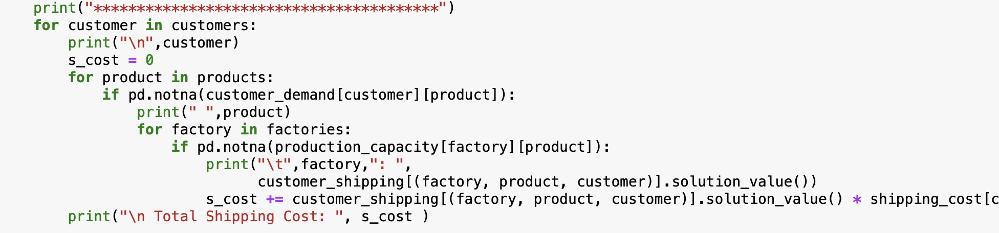 print("****************************************")
for customer in customers:
print("\n",customer)
s_cost = 0
for product in products:
if pd.notna(customer_demand[customer][product]):
print(" ",product)
for factory in factories:
if pd.notna(production_capacity[factory][product]):
print("\t",factory,": ",
customer_shipping[(factory, product, customer)].solution_value())
s_cost += customer_shipping[(factory, product, customer)].solution_value() * shipping_cost[c
print("\n Total Shipping Cost: ", s_cost )